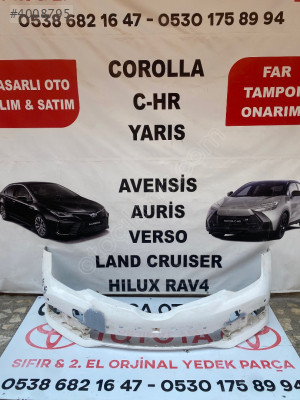 #4008795
0538 682 16 47 - 0530 175 89 94
ASARLI OTO
LIM & SATIM
COROLLA
C-HR
YARIS
FAR
TAMPON
ONARIM
AVENSİS
AURİS
VERSO
LAND CRUISER
HILUX RAV4
SIFIR & 2. EL ORJİNAL YEDEK PARÇA
0538 682 16 47 - 0530 175 89 94